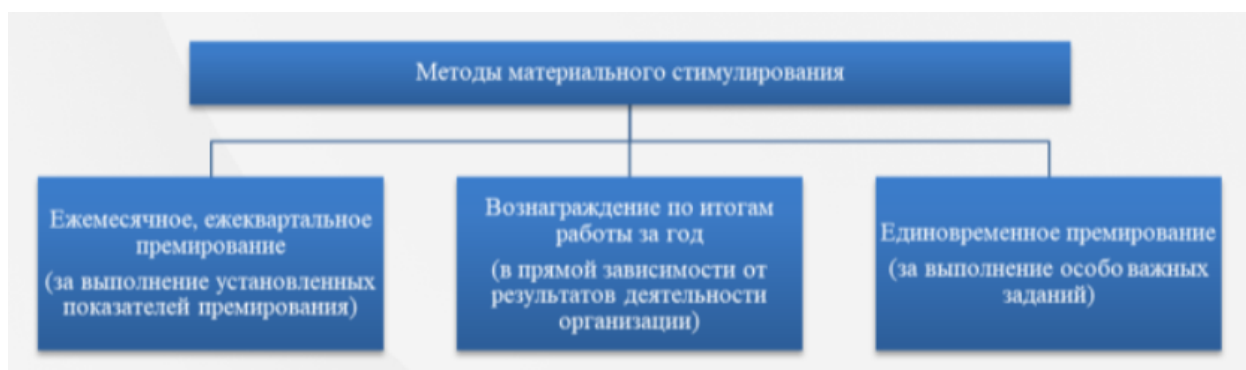 Методы материального стимулирования
Ежемесячное, ежеквартальное
премирование
(за выполнение установленных
показателей премирования)
Вознаграждение по итогам
работы за год
(в прямой зависимости от
результатов деятельности
организации)
Единовременное премирование
(за выполнение особо важных
заданий)